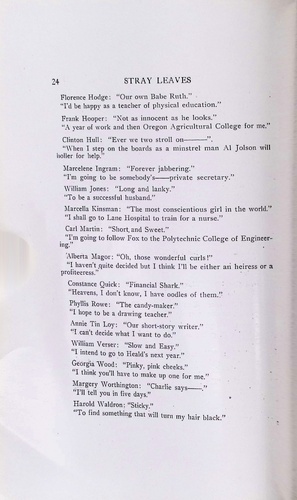 24 STRAY LEAVES
Florence Hodge: "Our own Babe Ruth."
"I'd be happy as a teacher of physical education."
Frank Hooper: "Not as innocent as he looks."
"A year of work and then Oregon Agricultural College for me."
Clinton Hull: "Ever we two stroll on———."
"When I step on the boards as a minstrel man Al Jolson will
holler for help."
Marcelene Ingram: "Forever jabbering."
"I'm going to be somebody's——private secretary."
William Jones: "Long and lanky."
"To be a successful husband."
Marcella Kinsman: "The most conscientious girl in the world."
"I shall go to Lane Hospital to train for a nurse."
Carl Martin: "Short, and Sweet."
"I'm going to follow Fox to the Polytechnic College of Engineer-
ing."
Alberta Magor: "Oh, those wonderful curls!"
"I haven't quite decided but I think I'll be either an heiress or a
profiteeress."
Constance Quick: "Financial Shark."
"Heavens, I don't know, I have oodles of them."
Phyllis Rowe: "The candy-maker."
"I hope to be a drawing teacher."
Annie Tin Loy: "Our short-story writer."
"I can't decide what I want to do."
William Verser: "Slow and Easy."
"I intend to go to Heald's next year."
Georgia Wood: "Pinky, pink cheeks."
"I think you'll have to make up one for me."
Margery Worthington: "Charlie says——."
"I'll tell you in five days."
Harold Waldron: "Sticky."
"To find something that will turn my hair black."